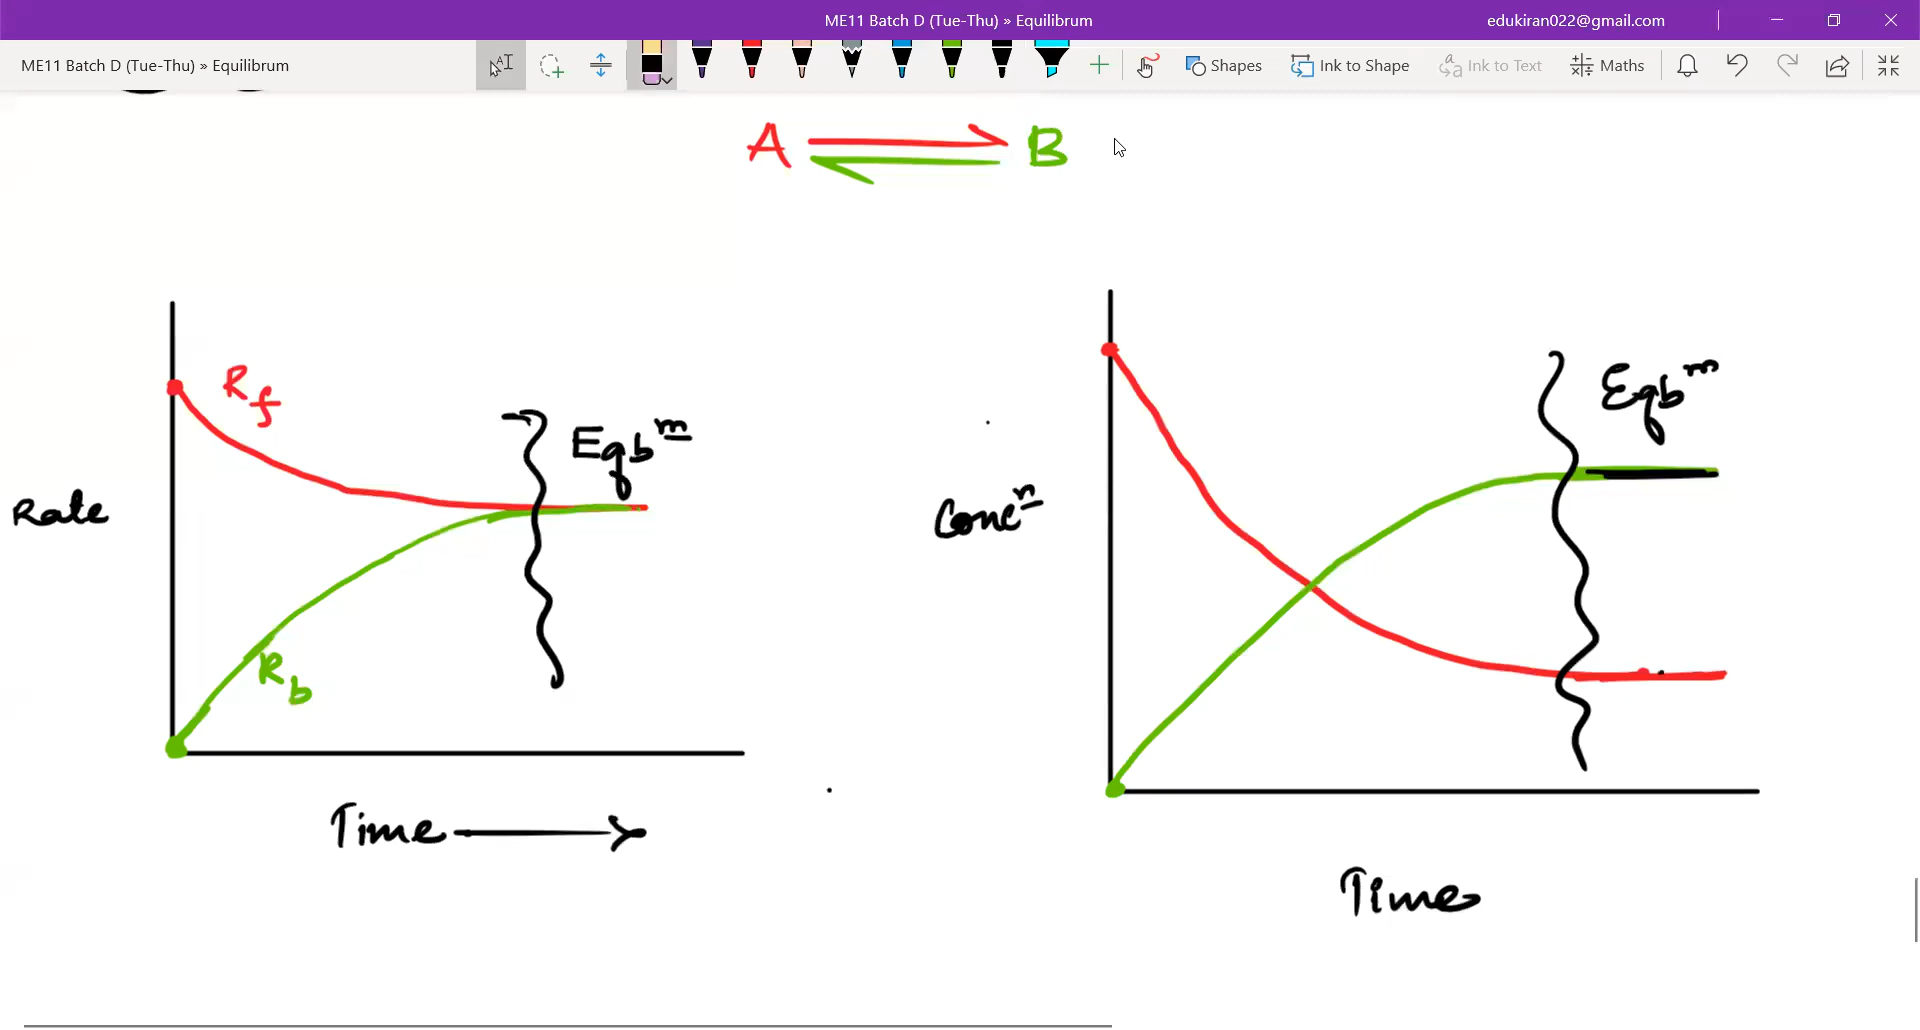 ME11 Batch D (Tue-Thu) » Equilibrum
edukiran022@gmail.com
ME11 Batch D (Tue-Thu) » Equilibrum
Shapes
Ink to Shape
Ink to Text
Maths
A ⇌ B
Rf
Eqbm
Rate
Rb
Time
Eqbm
Concn
Time